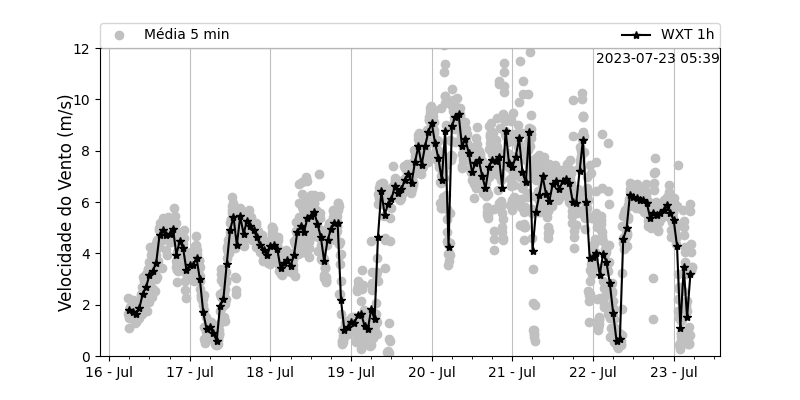 Média 5 min
WXT 1h
2023-07-23 05:39
Velocidade do Vento (m/s)
12
10
8
6
4
2
0
16 - Jul
17 - Jul
18 - Jul
19 - Jul
20 - Jul
21 - Jul
22 - Jul
23 - Jul